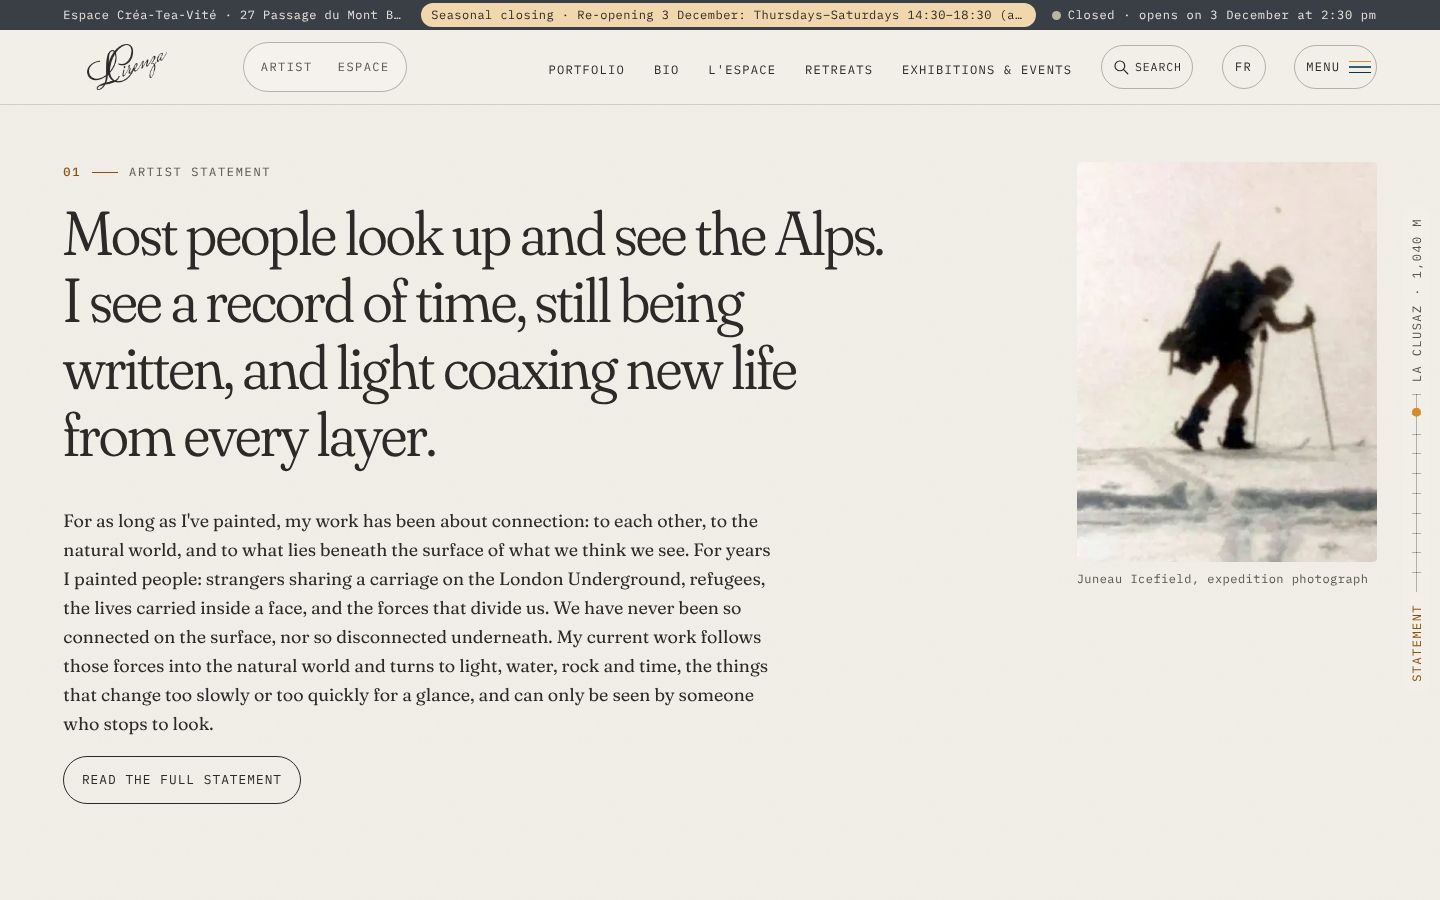 Espace Créa-Tea-Vité · 27 Passage du Mont B…
Seasonal closing · Re-opening 3 December: Thursdays–Saturdays 14:30–18:30 (a…
Closed · opens on 3 December at 2:30 pm
Lirenza
ARTIST
ESPACE
PORTFOLIO
BIO
L'ESPACE
RETREATS
EXHIBITIONS & EVENTS
SEARCH
FR
MENU
01
ARTIST STATEMENT
Most people look up and see the Alps.
I see a record of time, still being
written, and light coaxing new life
from every layer.
For as long as I've painted, my work has been about connection: to each other, to the
natural world, and to what lies beneath the surface of what we think we see. For years
I painted people: strangers sharing a carriage on the London Underground, refugees,
the lives carried inside a face, and the forces that divide us. We have never been so
connected on the surface, nor so disconnected underneath. My current work follows
those forces into the natural world and turns to light, water, rock and time, the things
that change too slowly or too quickly for a glance, and can only be seen by someone
who stops to look.
READ THE FULL STATEMENT
Juneau Icefield, expedition photograph
LA CLUSAZ · 1,040 M
STATEMENT